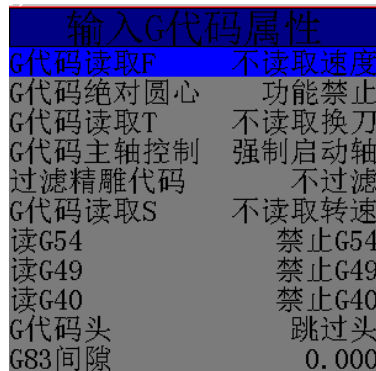 输入G代码属性
G代码读取F 不读取速度
G代码绝对圆心 功能禁止
G代码读取T 不读取换刀
G代码主轴控制 强制启动轴
过滤精雕代码 不过滤
G代码读取S 不读取转速
读G54 禁止G54
读G49 禁止G49
读G40 禁止G40
G代码头 跳过头
G83间隙 0.000